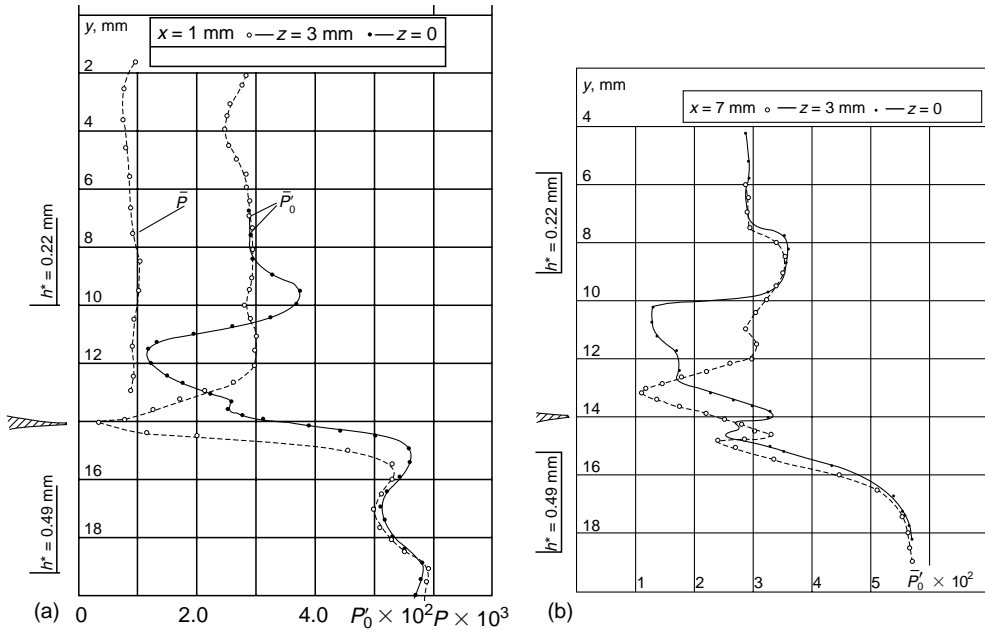 y, mm
x = 1 mm z = 3 mm z = 0
2
4
6
P̄ P̄′₀
8
h* = 0.22 mm
10
12
14
16
h* = 0.49 mm
18
(a) 0 2.0 4.0 P′₀ × 10² P × 10³
y, mm
x = 7 mm z = 3 mm z = 0
4
6
h* = 0.22 mm
8
10
12
14
16
h* = 0.49 mm
18
(b) 1 2 3 4 5 P̄′₀ × 10²